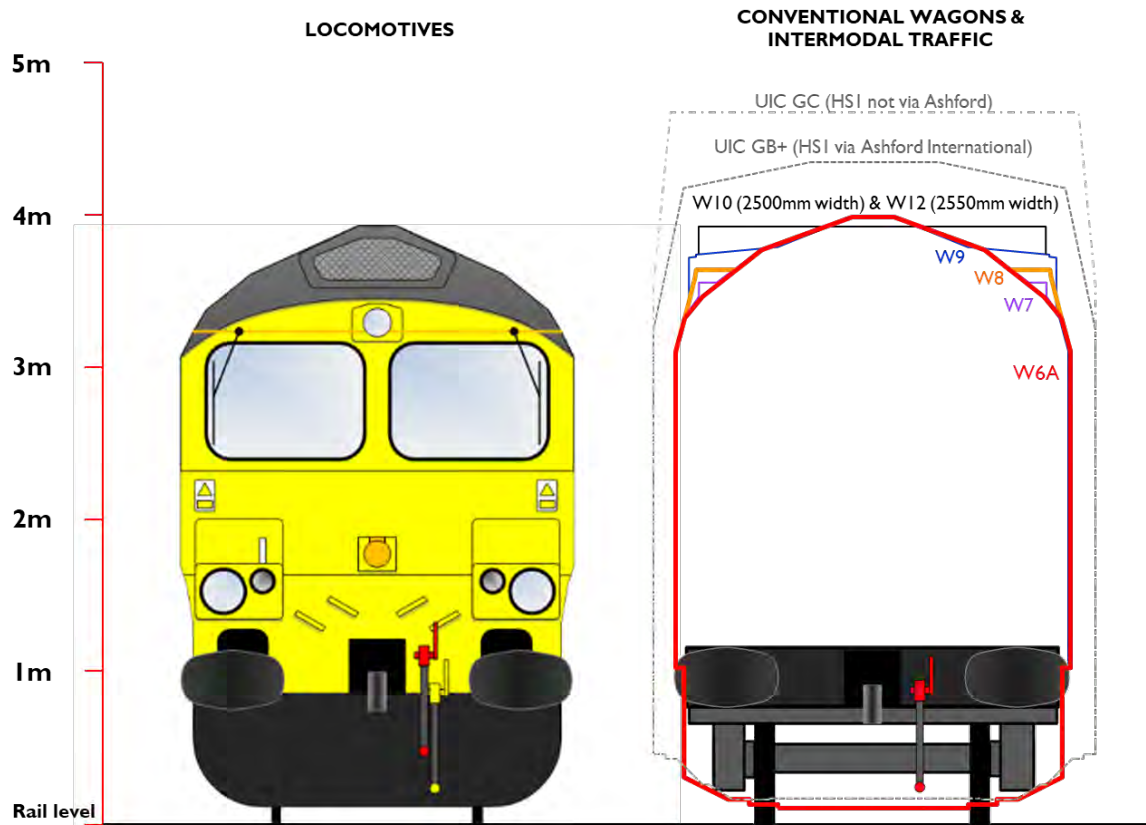 LOCOMOTIVES
CONVENTIONAL WAGONS &
INTERMODAL TRAFFIC
5m
UIC GC (HS1 not via Ashford)
UIC GB+ (HS1 via Ashford International)
W10 (2500mm width) & W12 (2550mm width)
4m
W9
W8
W7
3m
W6A
2m
1m
Rail level